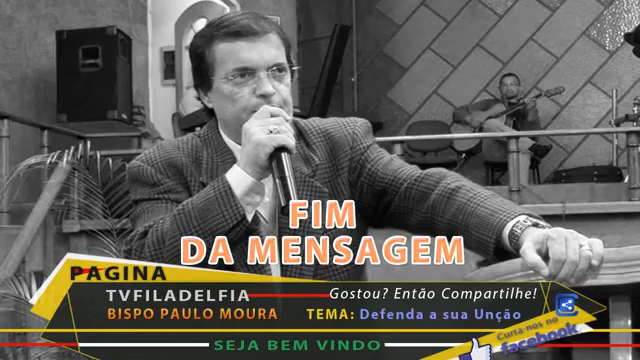 FIM
DA MENSAGEM
PAGINA
TVFILADELFIA
Gostou? Então Compartilhe!
BISPO PAULO MOURA
TEMA: Defenda a sua Unção
Curta-nos no
facebook
SEJA BEM VINDO